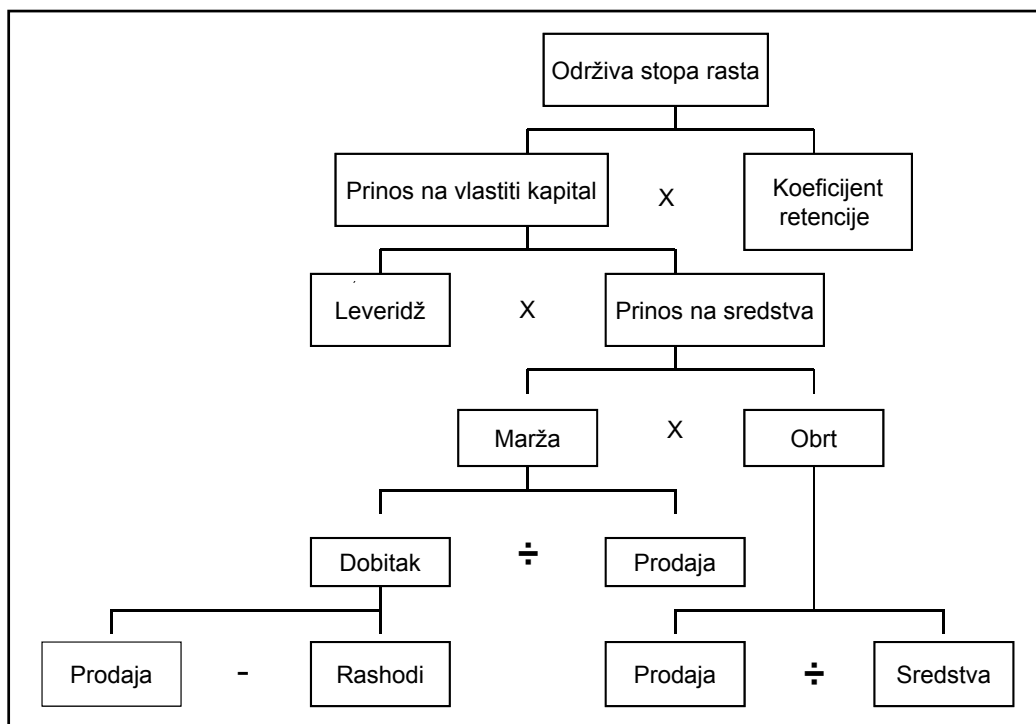 Održiva stopa rasta
Prinos na vlastiti kapital
X
Koeficijent
retencije
Leveridž
X
Prinos na sredstva
Marža
X
Obrt
Dobitak
÷
Prodaja
Prodaja
-
Rashodi
Prodaja
÷
Sredstva